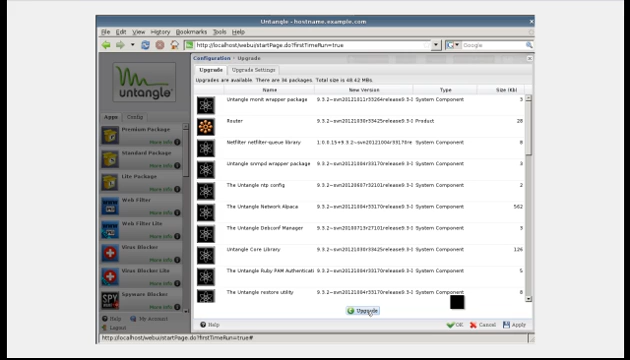 Untangle - hostname.example.com
File Edit View History Bookmarks Tools Help
http://localhost/webui/startPage.do?firstTimeRun=true
Google
Configuration - Upgrade
Upgrade Upgrade Settings
Upgrades are available. There are 36 packages. Total size is 68.42 MBs.
Name New Version Type Size (KB)
Untangle monit wrapper package System Component 3
Router Product 28
Netfilter netfilter-queue library System Component 8
Untangle snmpd wrapper package System Component 3
The Untangle ntp config System Component 2
The Untangle Network Alpaca System Component 562
The Untangle Debconf Manager System Component 3
Untangle Core Library System Component 126
The Untangle Ruby PAM Authenticati System Component 5
The Untangle restore utility System Component 8
Upgrade
Help
OK Cancel Apply
untangle
Apps Config
Premium Package
More Info
Standard Package
More Info
Lite Package
More Info
Web Filter
More Info
Web Filter Lite
More Info
Virus Blocker
More Info
Virus Blocker Lite
More Info
Spyware Blocker
More Info
Help My Account
Logout
http://localhost/webui/startPage.do?firstTimeRun=true#